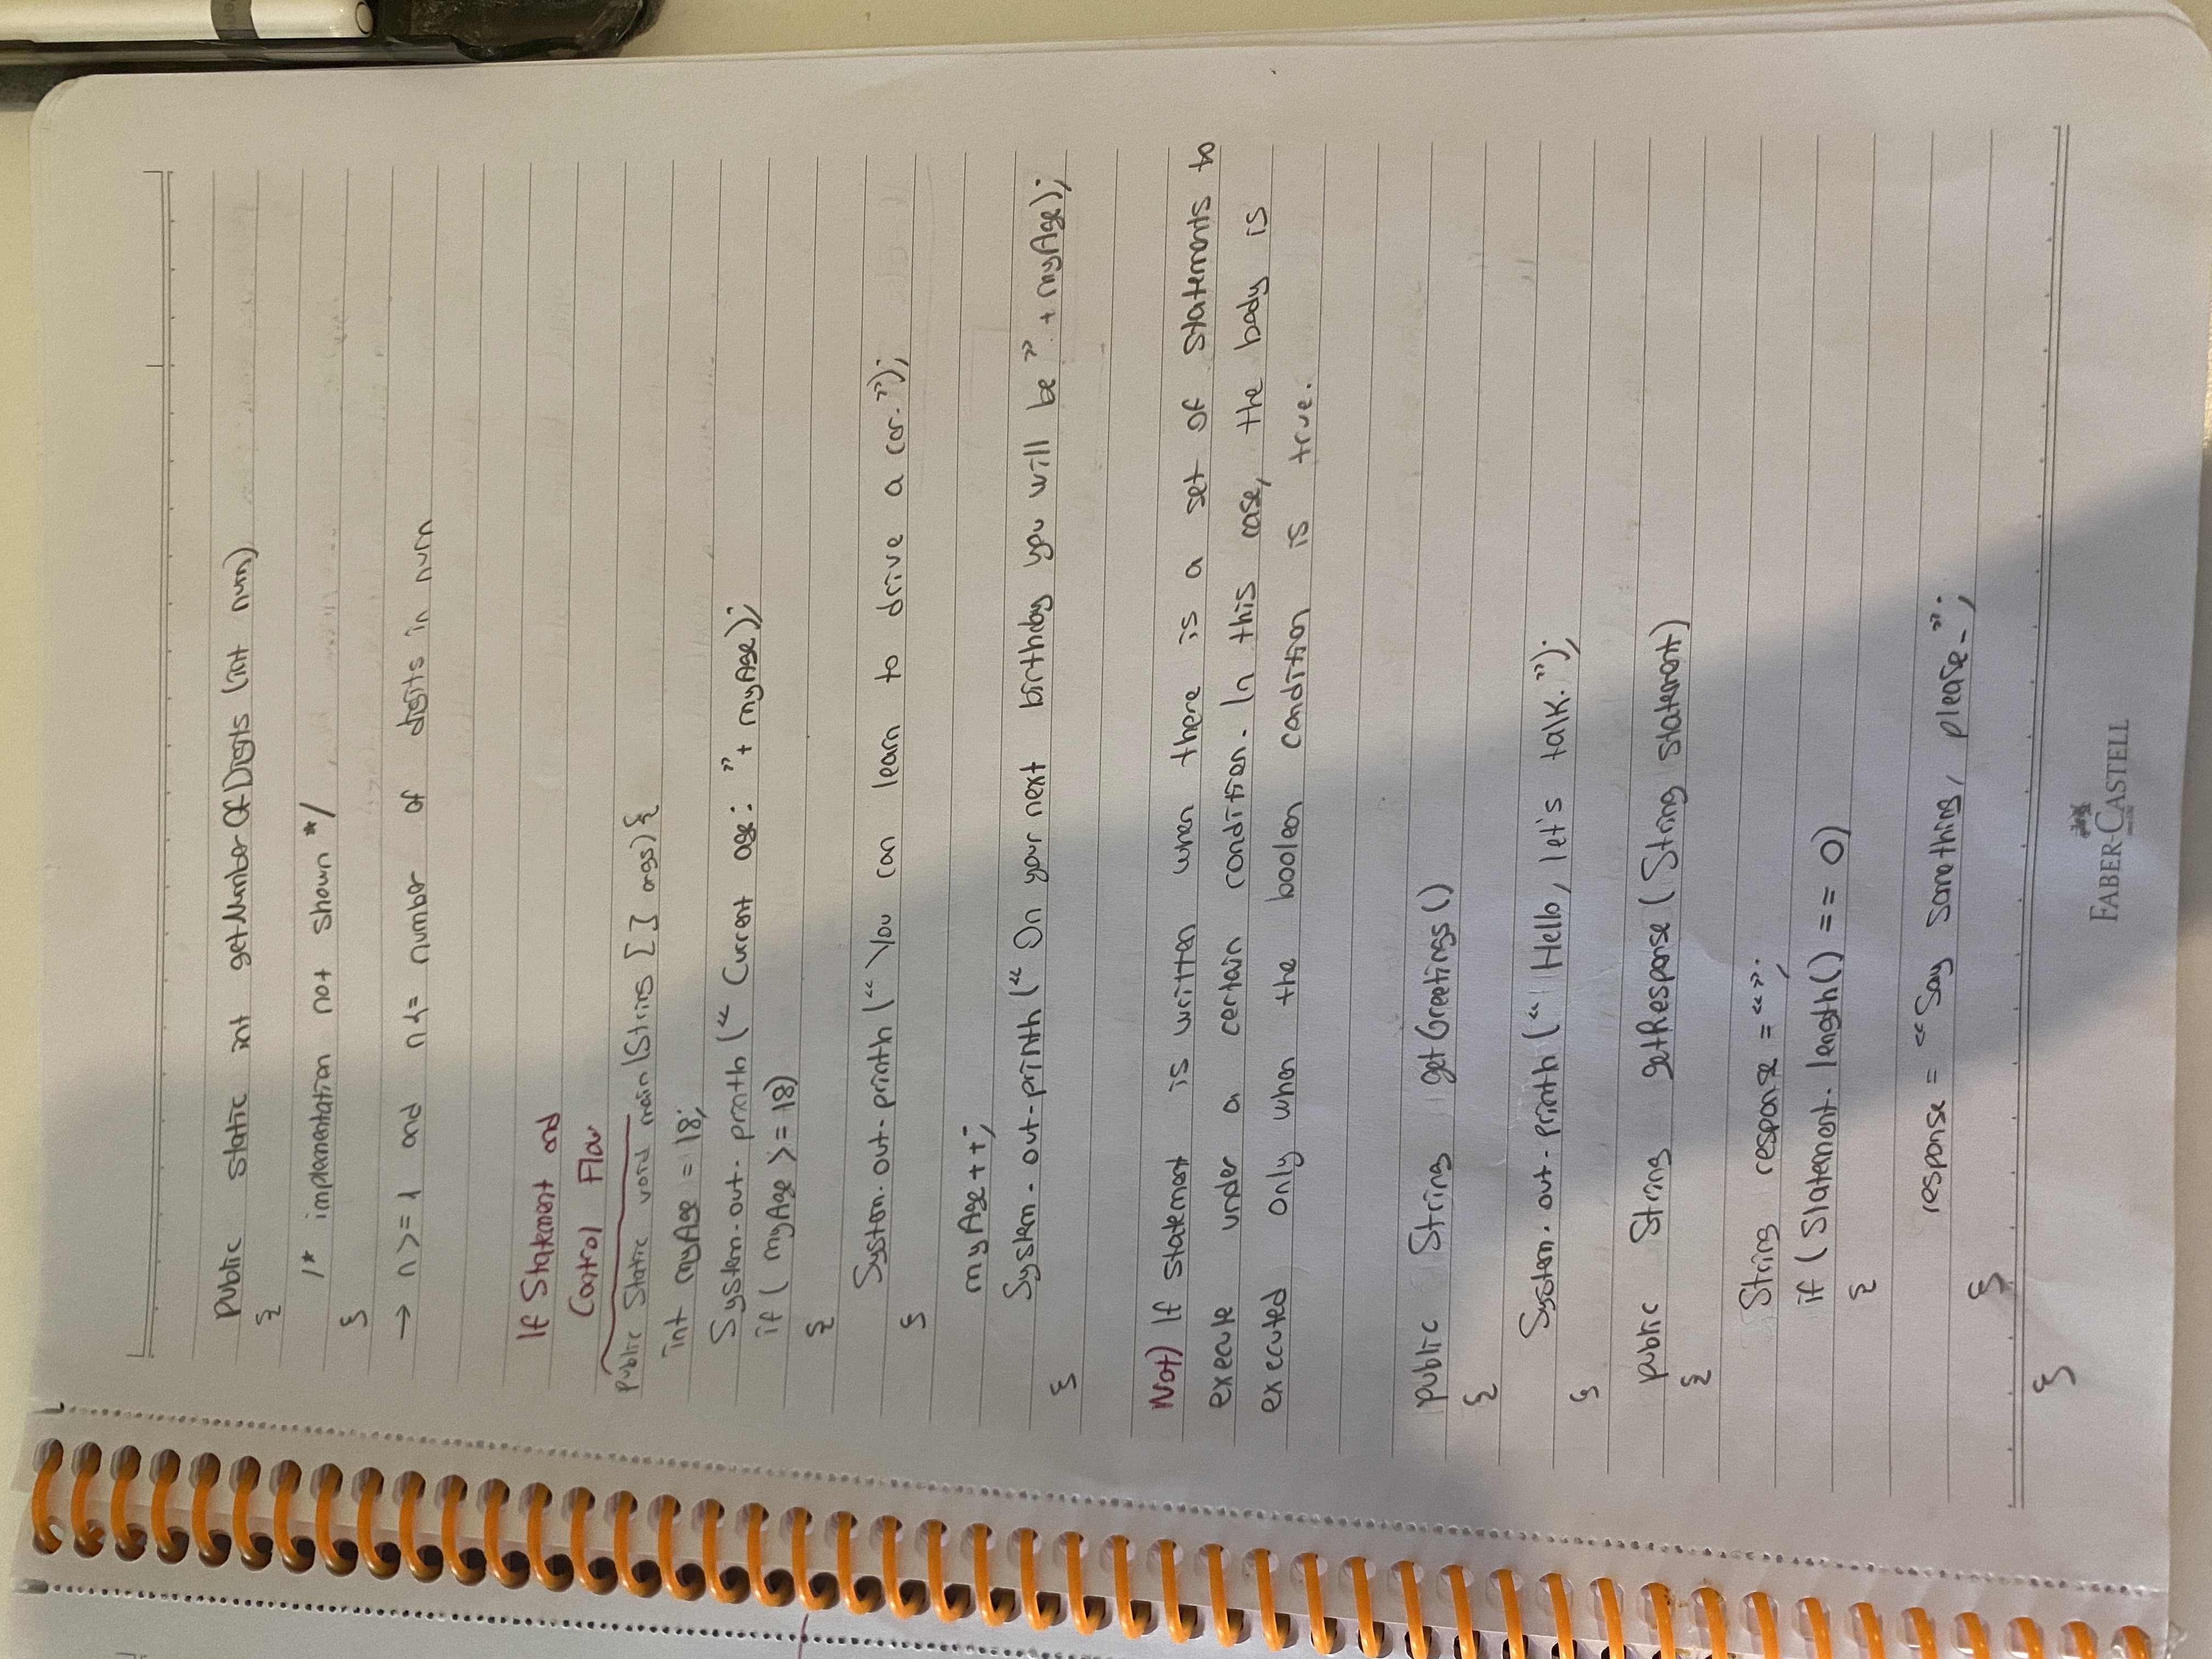 public static int getNumberOfDigits (int num)
{
/* implementation not shown */
}
→ n >= 1 and n <= number of digits in num
If Statement and
Control Flow
public static void main (String [] args) {
int myAge = 18;
System.out.println (" Current age: " + myAge);
if ( myAge >= 18)
{
System.out.println (" You can learn to drive a car.");
}
myAge ++;
System.out.println (" On your next birthday you will be " + myAge);
}
Not) If statement is written when there is a set of statements to
execute under a certain condition. In this case, the body is
executed only when the boolean condition is true.
public String getGreetings ()
{
System.out.println (" Hello, let's talk.");
}
public String getResponse ( String statement)
{
String response = "";
if ( Statement. length() == 0)
{
response = "Say something, please.";
}
}
FABER-CASTELL